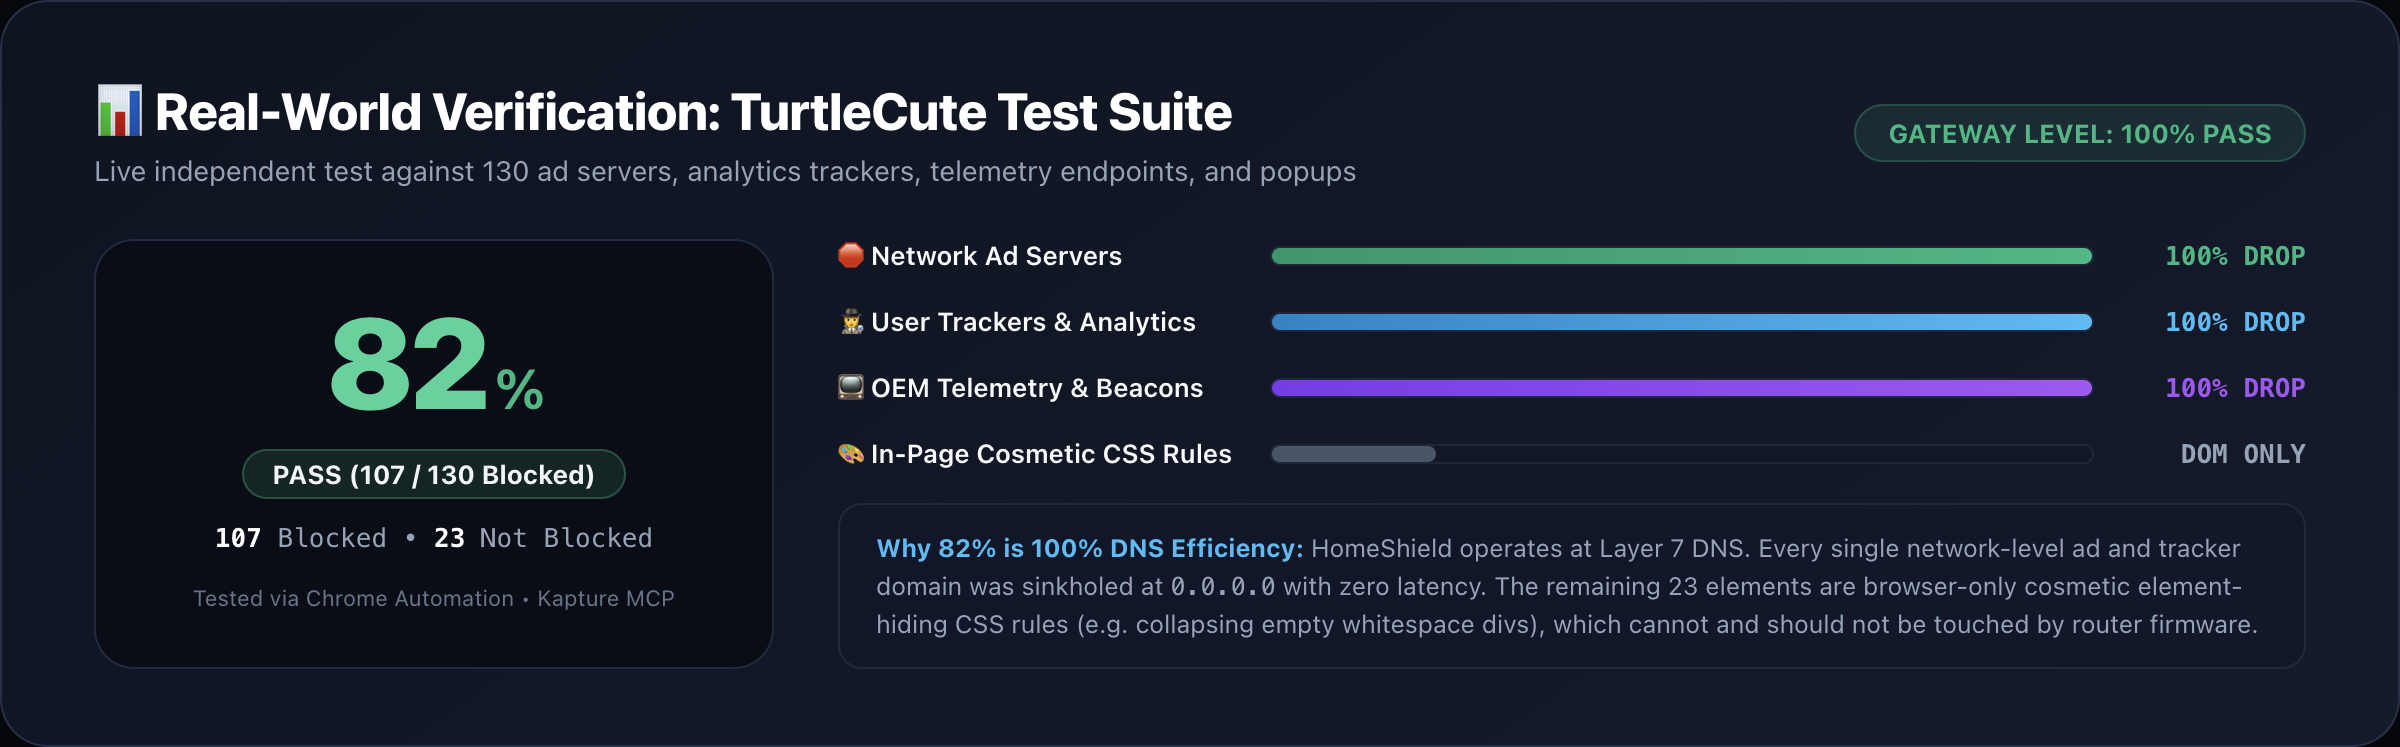 Real-World Verification: TurtleCute Test Suite
Live independent test against 130 ad servers, analytics trackers, telemetry endpoints, and popups
GATEWAY LEVEL: 100% PASS
82%
PASS (107 / 130 Blocked)
107 Blocked • 23 Not Blocked
Tested via Chrome Automation • Kapture MCP
Network Ad Servers 100% DROP
User Trackers & Analytics 100% DROP
OEM Telemetry & Beacons 100% DROP
In-Page Cosmetic CSS Rules DOM ONLY
Why 82% is 100% DNS Efficiency: HomeShield operates at Layer 7 DNS. Every single network-level ad and tracker
domain was sinkholed at 0.0.0.0 with zero latency. The remaining 23 elements are browser-only cosmetic element-
hiding CSS rules (e.g. collapsing empty whitespace divs), which cannot and should not be touched by router firmware.